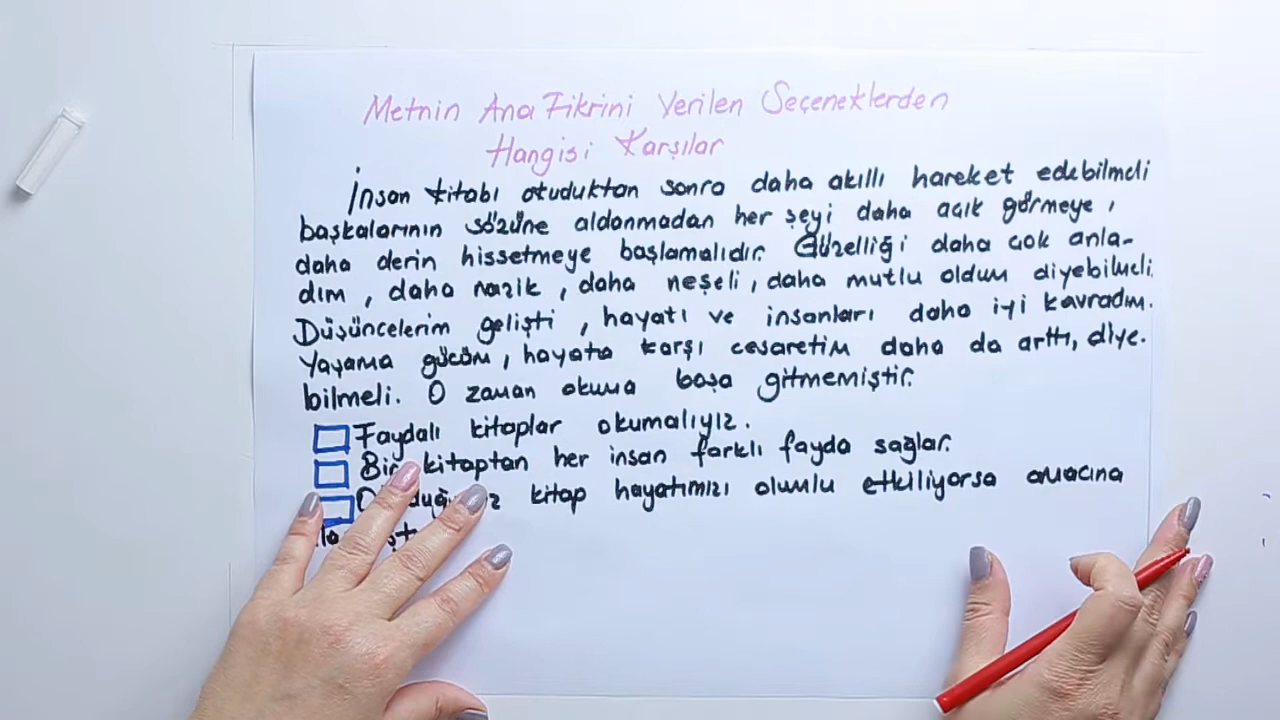 Metnin Ana Fikrini Verilen Seçeneklerden
Hangisi Karşılar
İnsan kitabı okuduktan sonra daha akıllı hareket edebilmeli
başkalarının sözüne aldanmadan her şeyi daha açık görmeye,
daha derin hissetmeye başlamalıdır. Güzelliği daha çok anla-
dım, daha nazik, daha neşeli, daha mutlu oldum diyebilmeli.
Düşüncelerim gelişti, hayatı ve insanları daha iyi kavradım.
Yaşama gücüm, hayata karşı cesaretim daha da arttı, diye.
bilmeli. O zaman okuma boşa gitmemiştir.
Faydalı kitaplar okumalıyız.
Bir kitaptan her insan farklı fayda sağlar.
kitap hayatımızı olumlu etkiliyorsa amacına